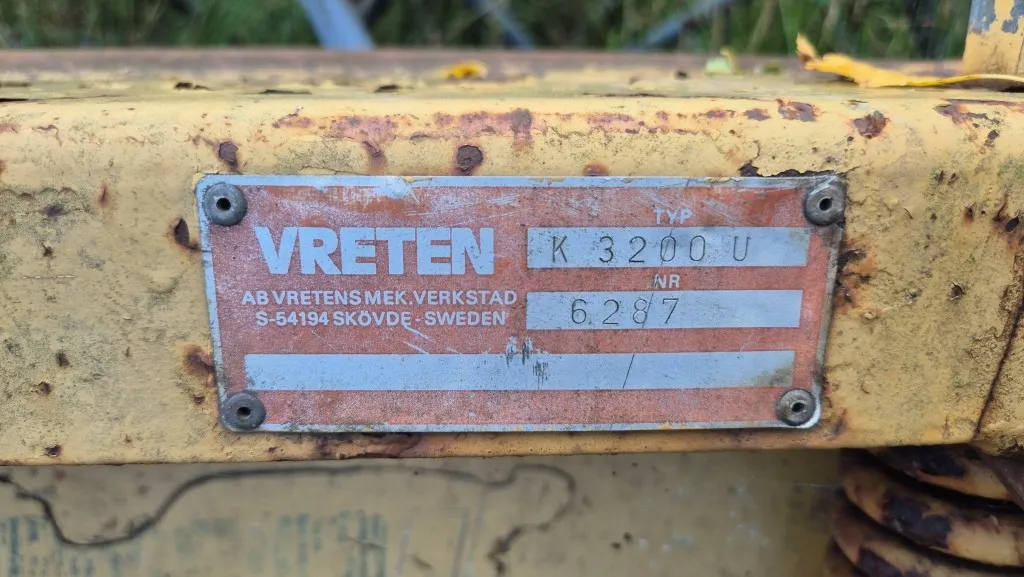 VRETEN
AB VRETENS MEK. VERKSTAD
S-54194 SKÖVDE - SWEDEN
TYP
K 3200 U
NR
6287